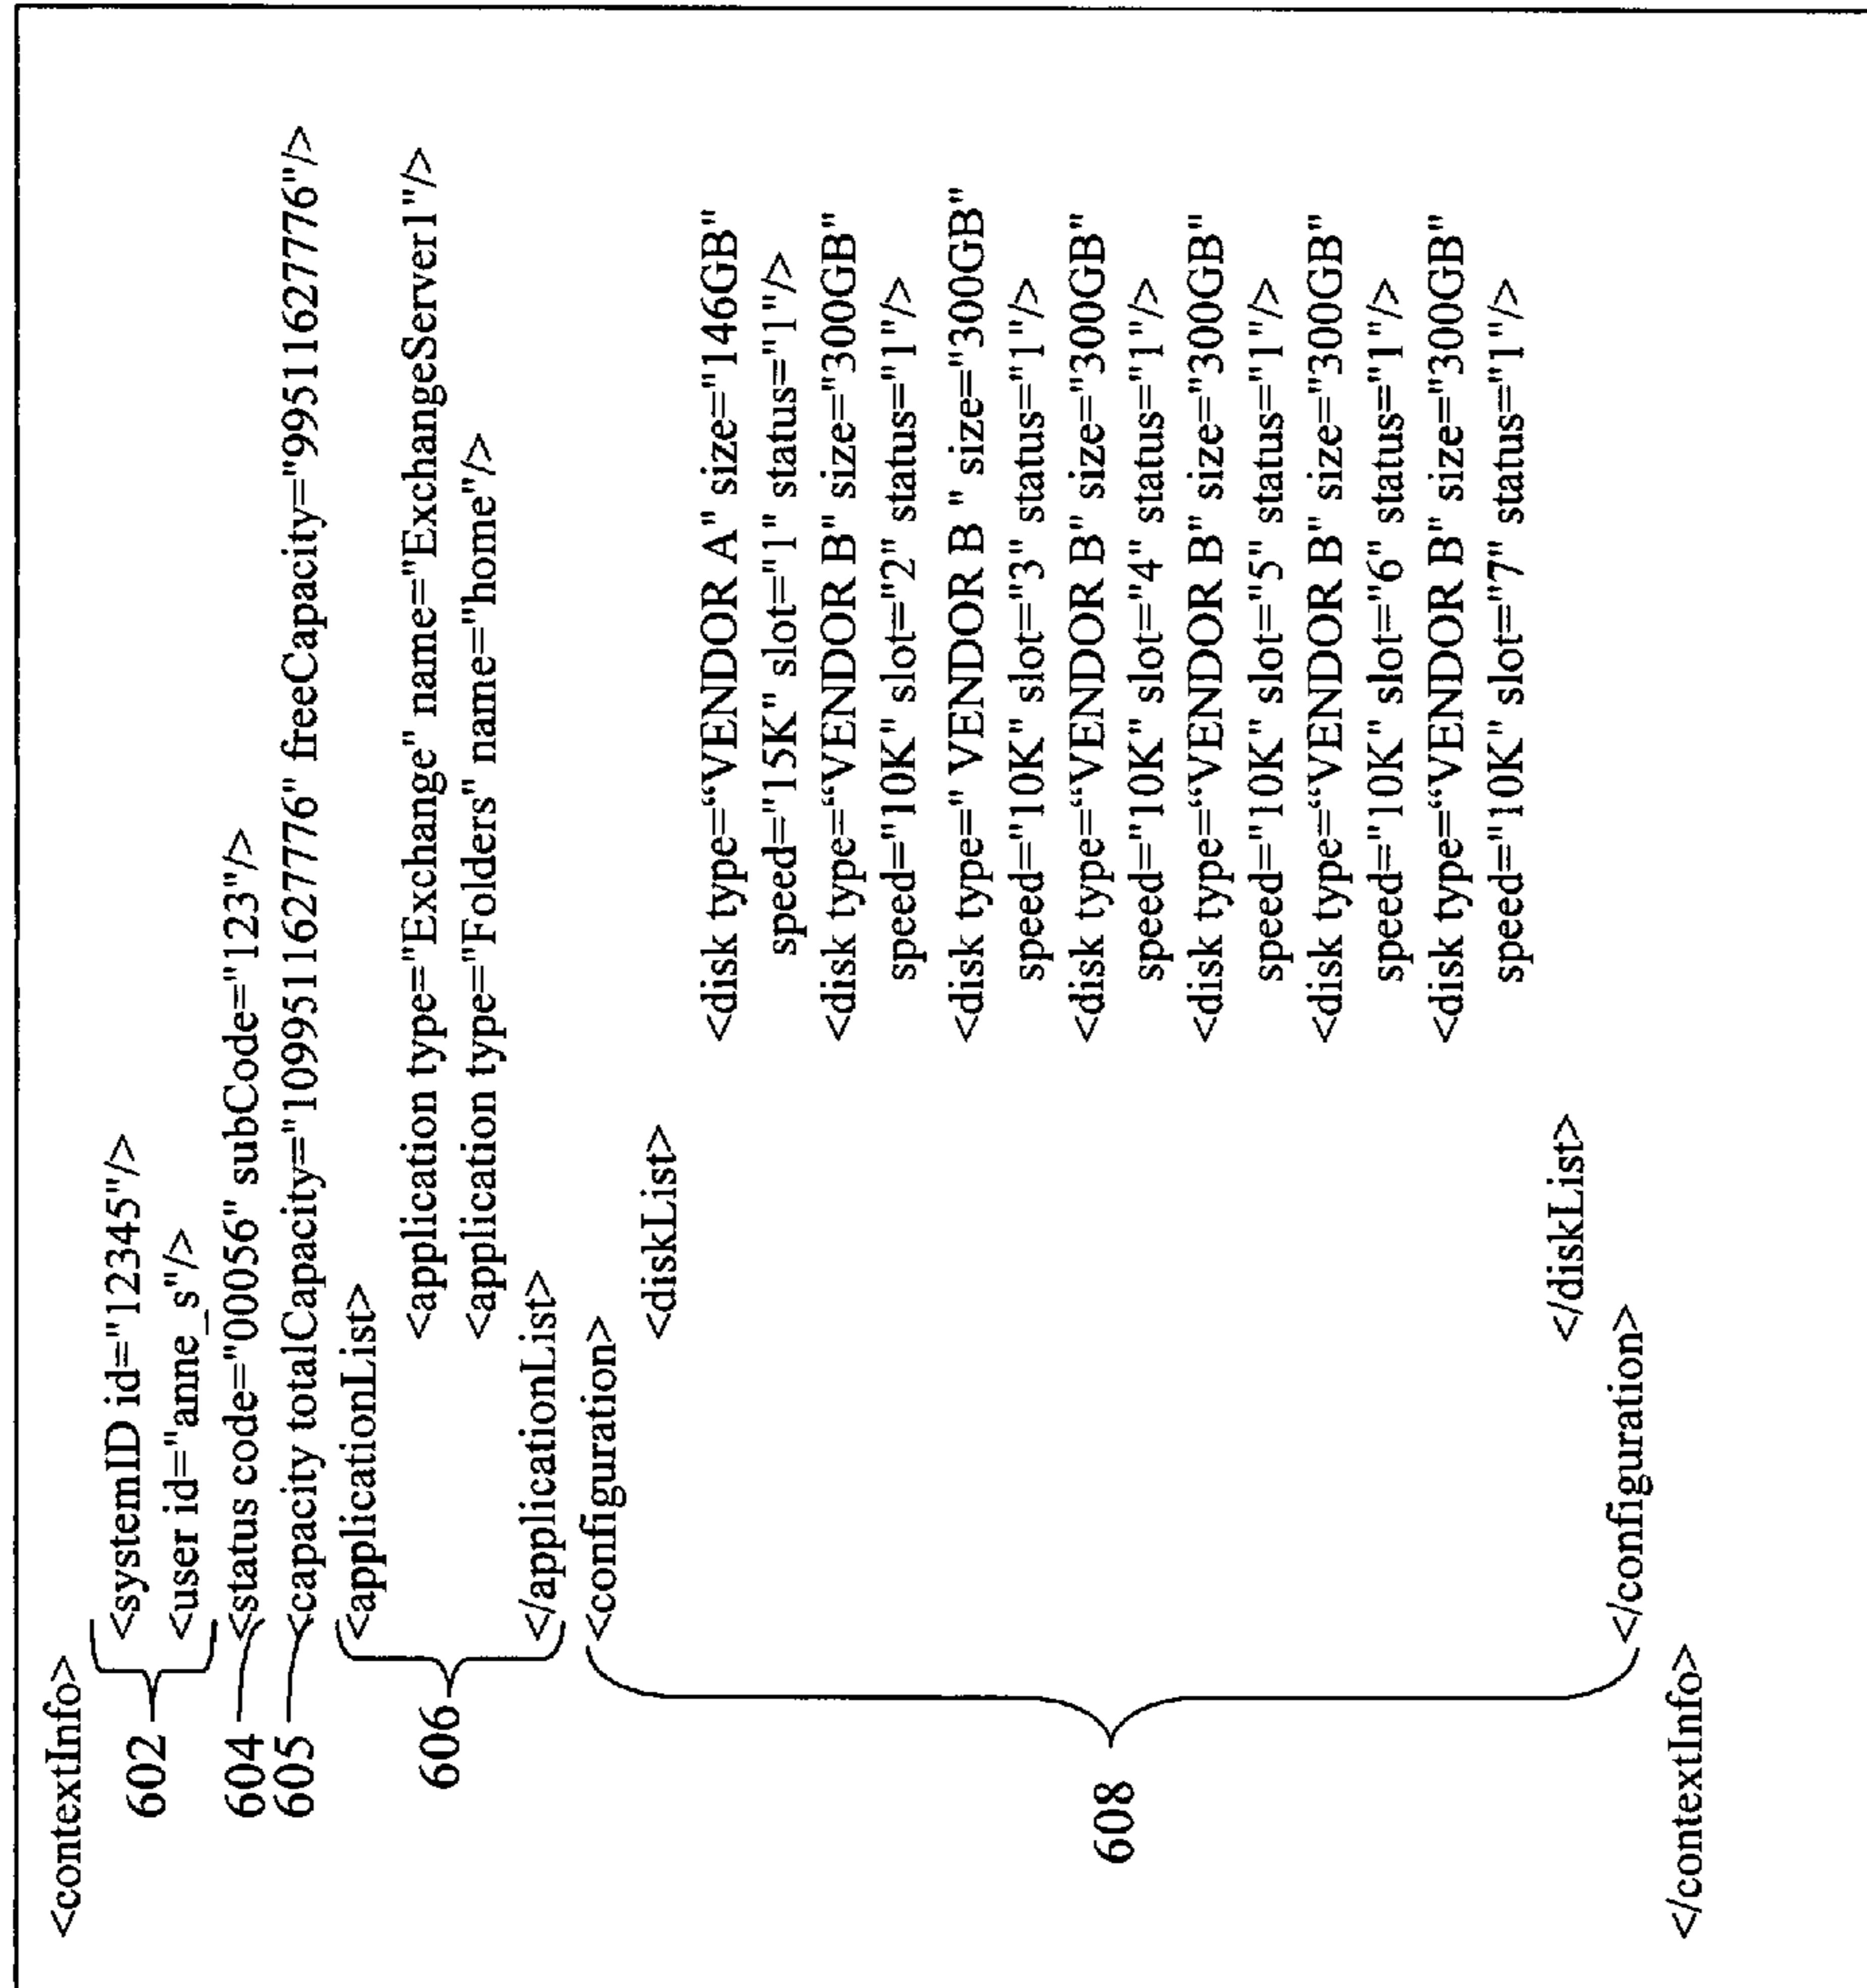 <contextInfo>
602 <systemID id="12345"/>
<user id="anne_s"/>
604 <status code="00056" subCode="123"/>
605 <capacity totalCapacity="1099511627776" freeCapacity="99511627776"/>
<applicationList>
606 <application type="Exchange" name="ExchangeServer1"/>
<application type="Folders" name="home"/>
</applicationList>
<configuration>
<diskList>
<disk type=“VENDOR A" size="146GB"
speed="15K" slot="1" status="1"/>
<disk type=“VENDOR B" size="300GB"
speed="10K" slot="2" status="1"/>
<disk type=" VENDOR B " size="300GB"
speed="10K" slot="3" status="1"/>
608 <disk type=“VENDOR B" size="300GB"
speed="10K" slot="4" status="1"/>
<disk type=“VENDOR B" size="300GB"
speed="10K" slot="5" status="1"/>
<disk type=“VENDOR B" size="300GB"
speed="10K" slot="6" status="1"/>
<disk type=“VENDOR B" size="300GB"
speed="10K" slot="7" status="1"/>
</diskList>
</configuration>
</contextInfo>